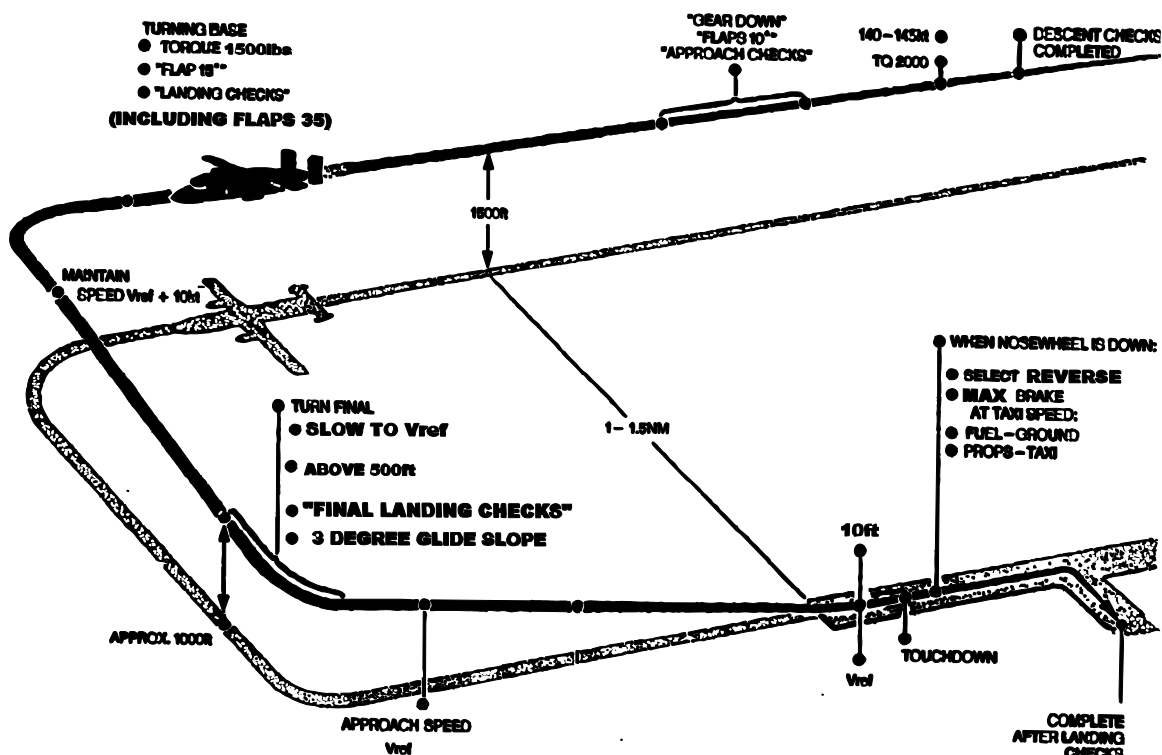 TURNING BASE
TORQUE 1500lbs
"FLAP 15°"
"LANDING CHECKS"
(INCLUDING FLAPS 35)
"GEAR DOWN"
"FLAPS 10°"
"APPROACH CHECKS"
140-145kt
TQ 2000
DESCENT CHECKS
COMPLETED
1500ft
MAINTAIN
SPEED Vref + 10kt
TURN FINAL
SLOW TO Vref
ABOVE 500ft
"FINAL LANDING CHECKS"
3 DEGREE GLIDE SLOPE
1-1.5NM
WHEN NOSEWHEEL IS DOWN:
SELECT REVERSE
MAX BRAKE
AT TAXI SPEED:
FUEL-GROUND
PROPS-TAXI
10ft
APPROX. 1000ft
TOUCHDOWN
Vref
APPROACH SPEED
Vref
COMPLETE
AFTER LANDING
CHECKS